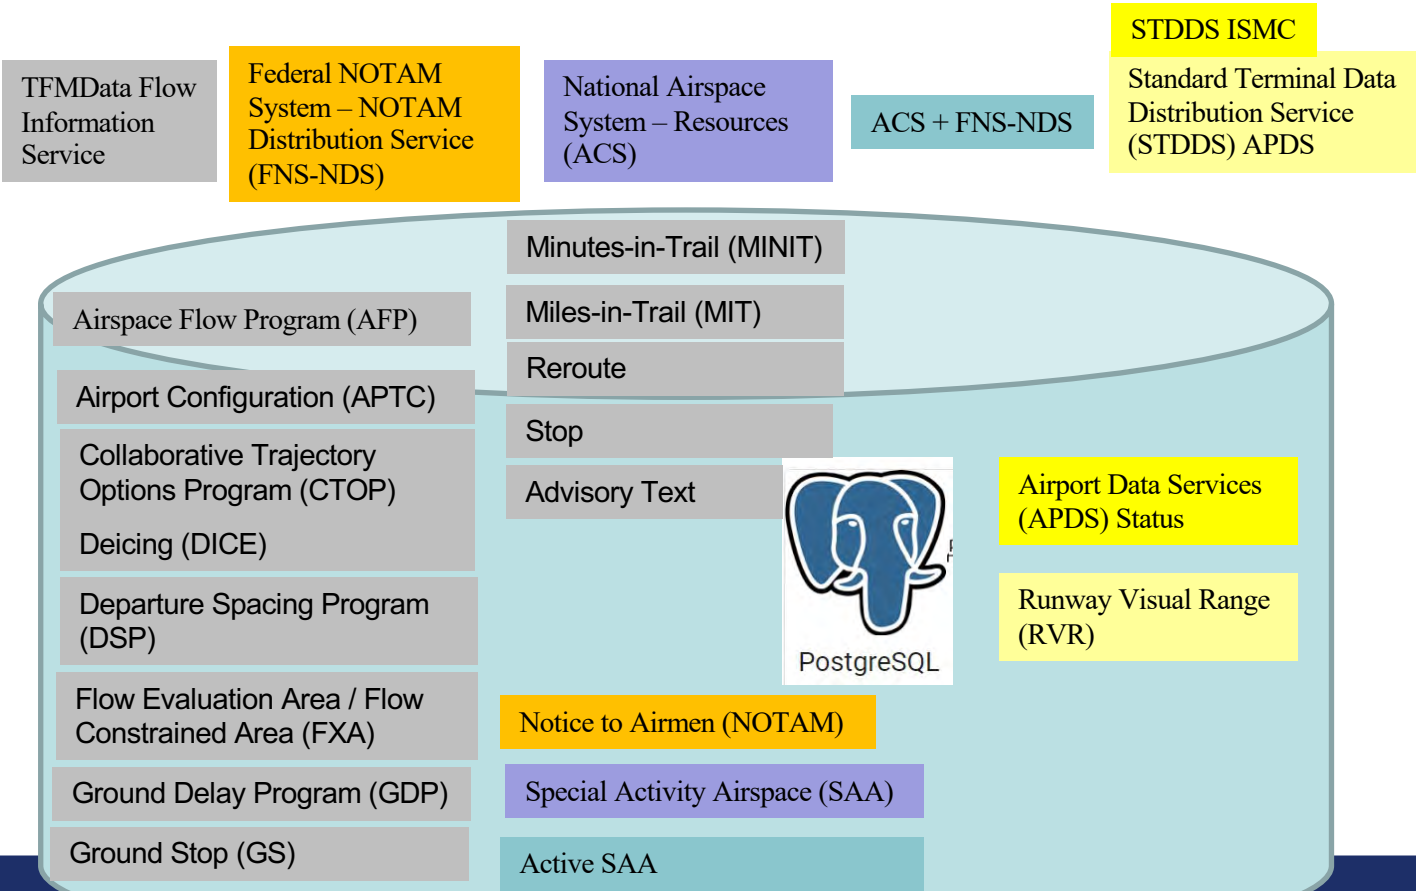 TFMData Flow
Information
Service
Federal NOTAM
System – NOTAM
Distribution Service
(FNS-NDS)
National Airspace
System – Resources
(ACS)
ACS + FNS-NDS
STDDS ISMC
Standard Terminal Data
Distribution Service
(STDDS) APDS
Airspace Flow Program (AFP)
Airport Configuration (APTC)
Collaborative Trajectory
Options Program (CTOP)
Deicing (DICE)
Departure Spacing Program
(DSP)
Flow Evaluation Area / Flow
Constrained Area (FXA)
Ground Delay Program (GDP)
Ground Stop (GS)
Minutes-in-Trail (MINIT)
Miles-in-Trail (MIT)
Reroute
Stop
Advisory Text
PostgreSQL
Notice to Airmen (NOTAM)
Special Activity Airspace (SAA)
Active SAA
Airport Data Services
(APDS) Status
Runway Visual Range
(RVR)